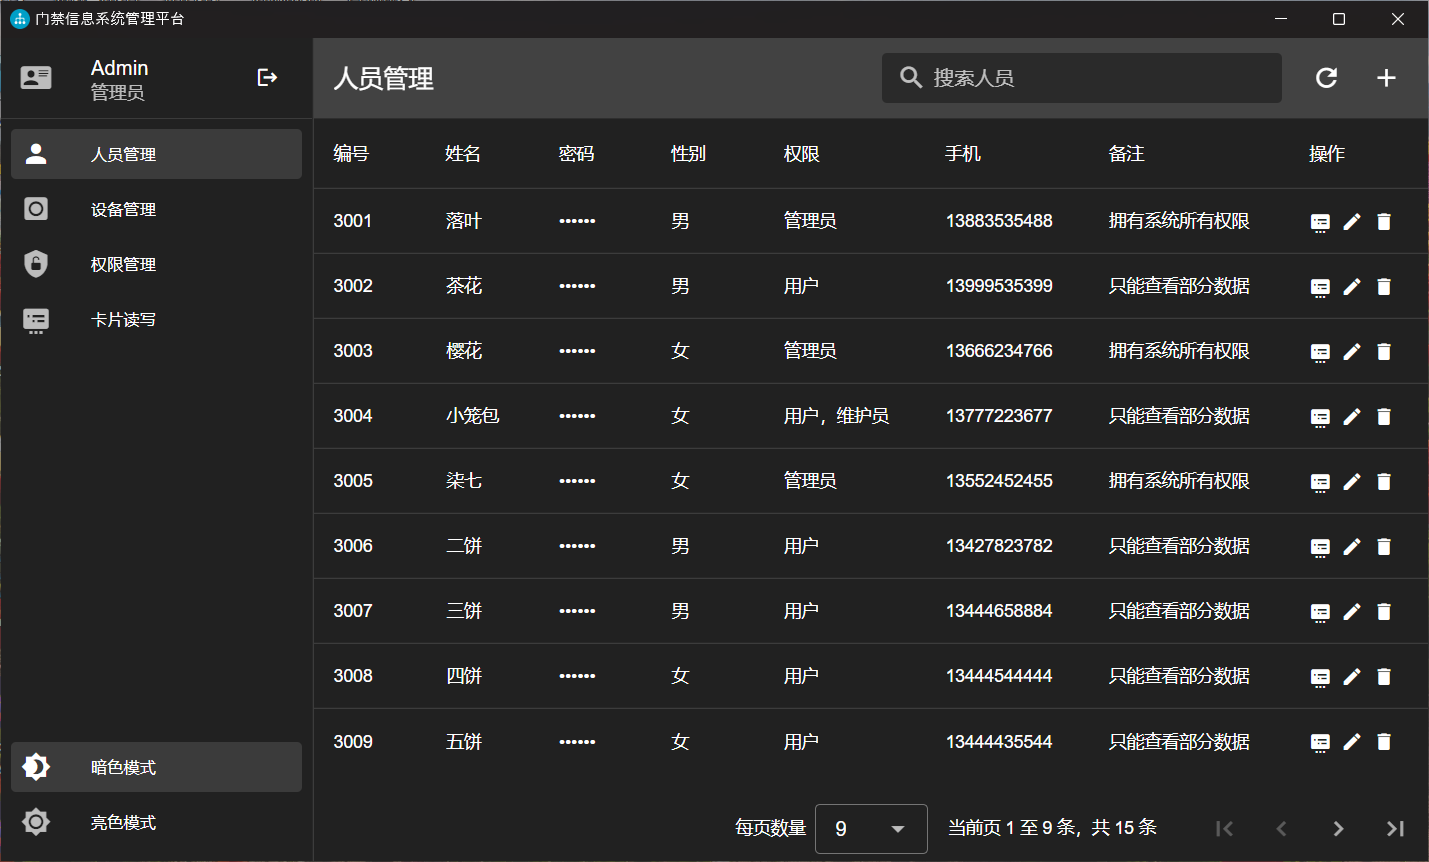 门禁信息系统管理平台
Admin
管理员
人员管理
设备管理
权限管理
卡片读写
暗色模式
亮色模式
人员管理
搜索人员
编号 姓名 密码 性别 权限 手机 备注 操作
3001 落叶 •••••• 男 管理员 13883535488 拥有系统所有权限
3002 茶花 •••••• 男 用户 13999535399 只能查看部分数据
3003 樱花 •••••• 女 管理员 13666234766 拥有系统所有权限
3004 小笼包 •••••• 女 用户，维护员 13777223677 只能查看部分数据
3005 柒七 •••••• 女 管理员 13552452455 拥有系统所有权限
3006 二饼 •••••• 男 用户 13427823782 只能查看部分数据
3007 三饼 •••••• 男 用户 13444658884 只能查看部分数据
3008 四饼 •••••• 女 用户 13444544444 只能查看部分数据
3009 五饼 •••••• 女 用户 13444435544 只能查看部分数据
每页数量 9 当前页 1 至 9 条，共 15 条